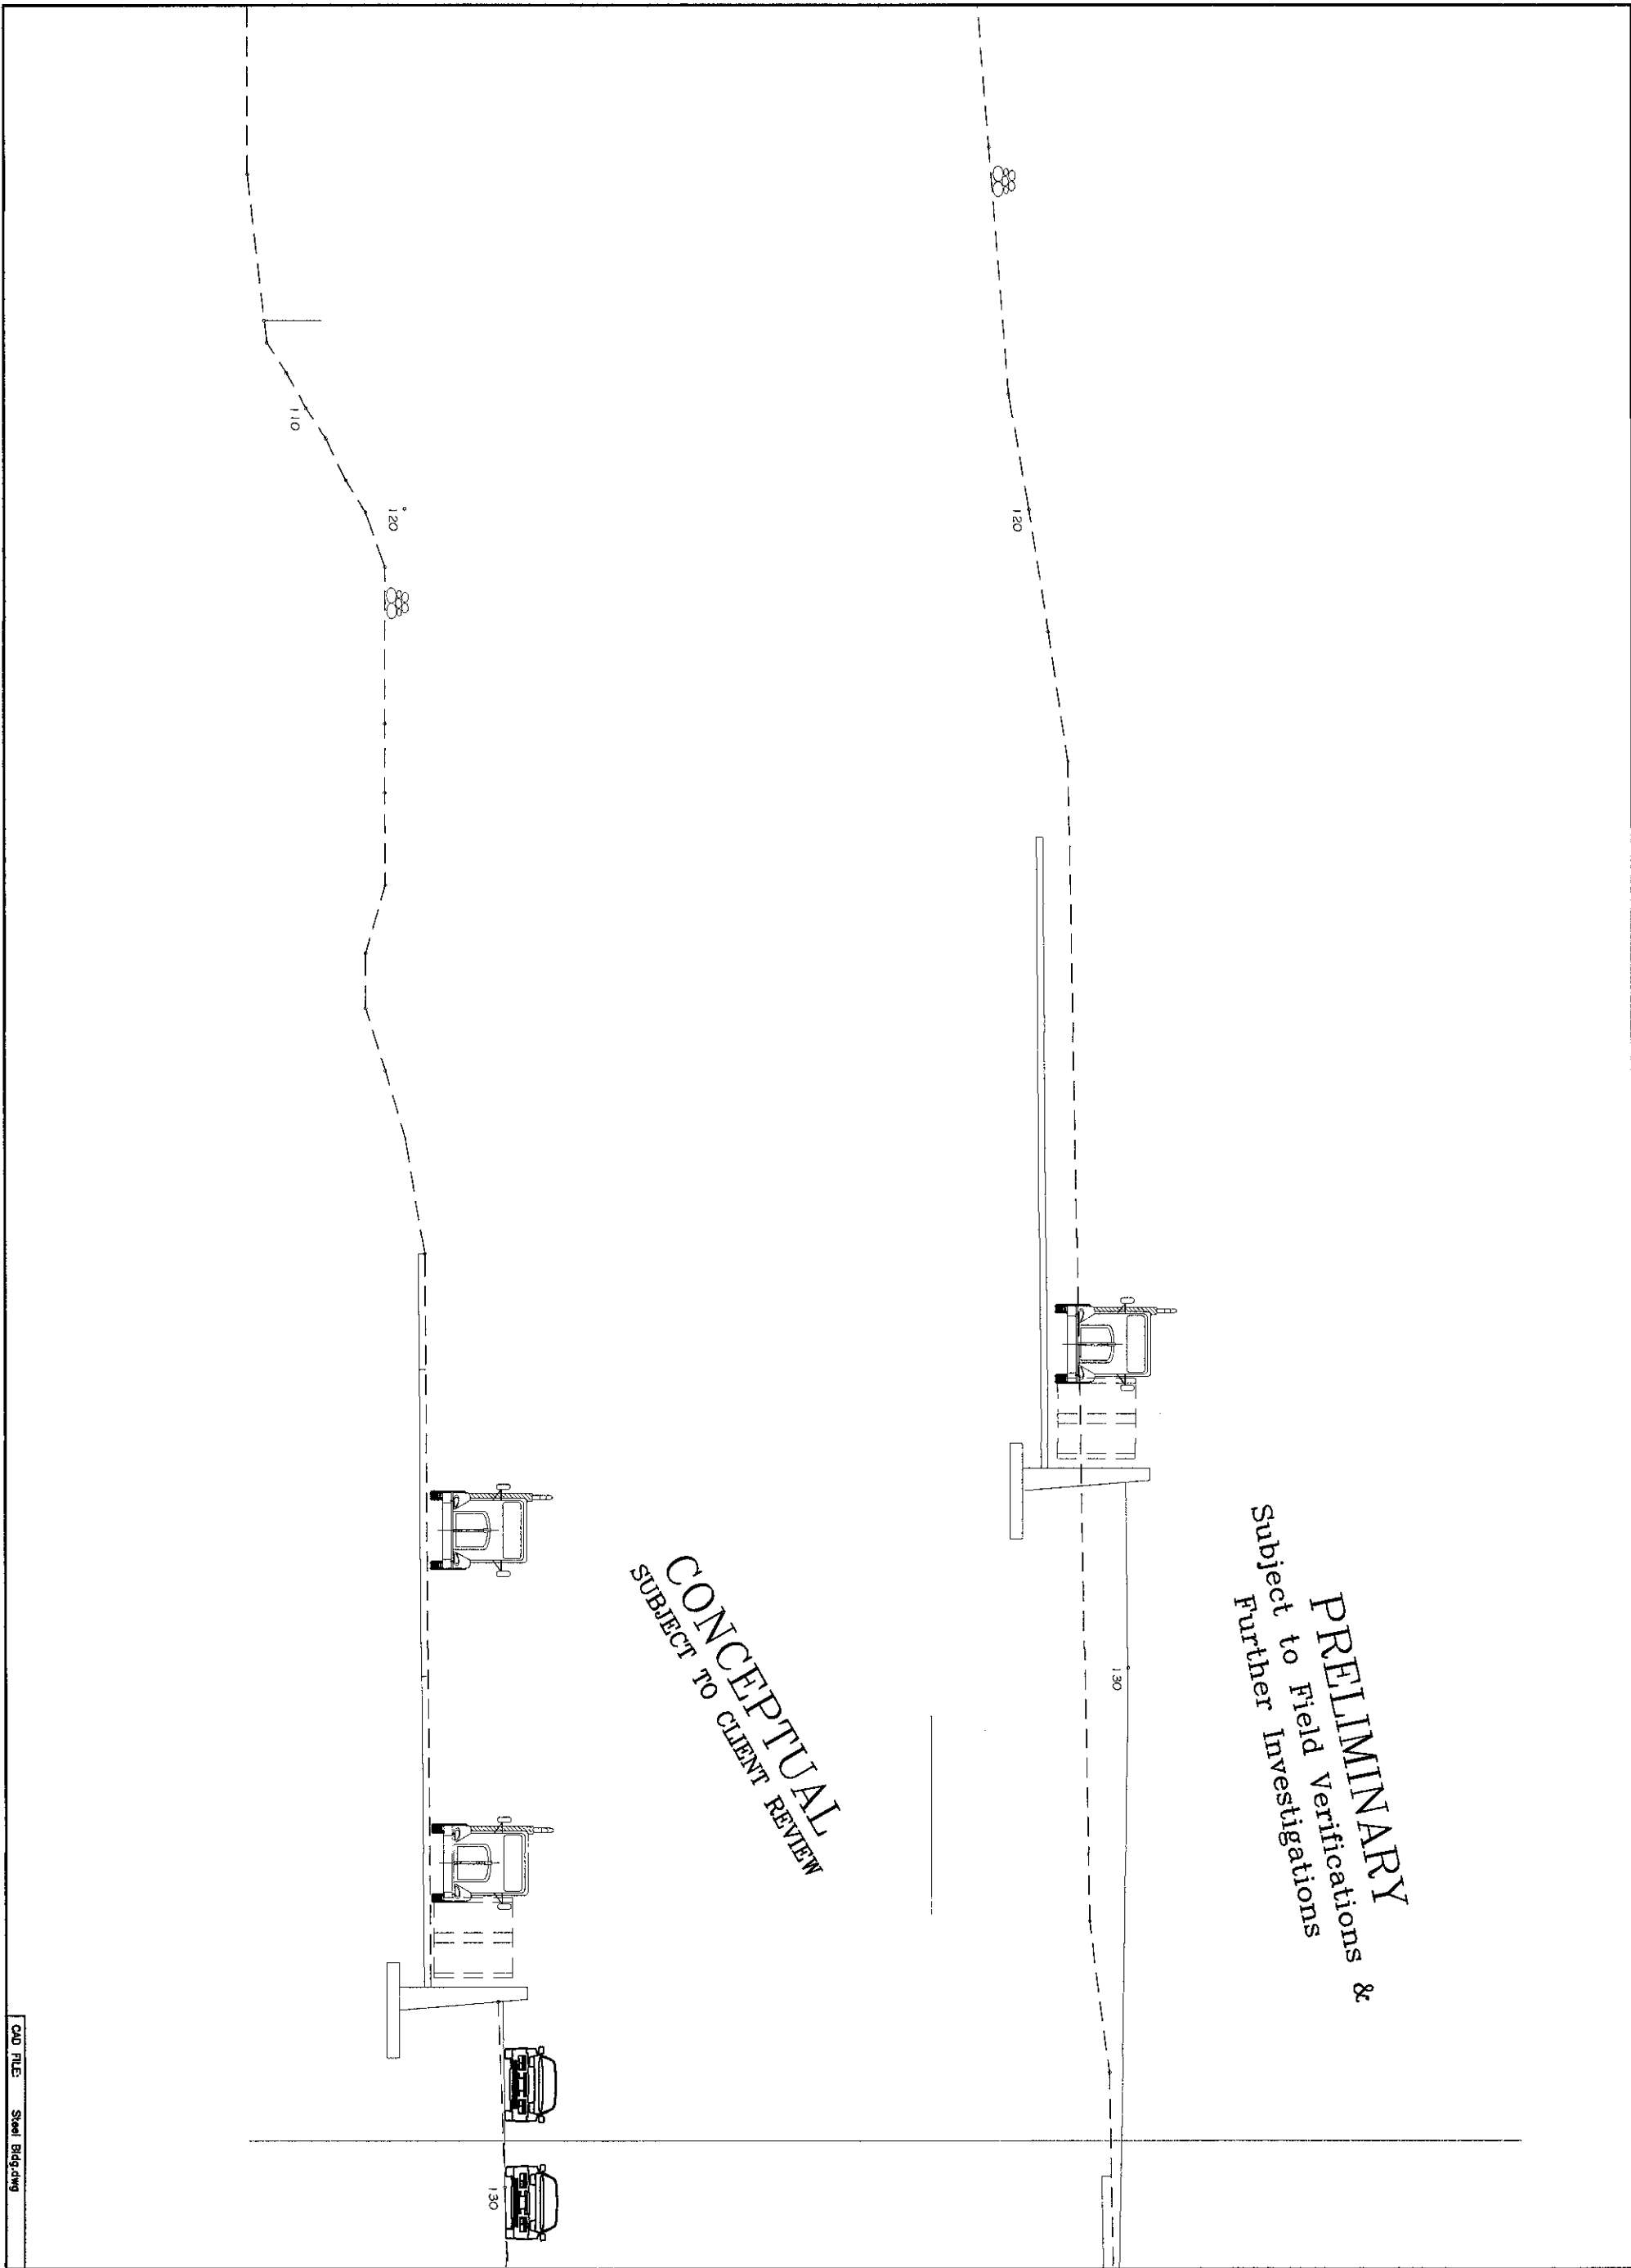 PRELIMINARY
Subject to Field Verifications &
Further Investigations
130
120
CONCEPTUAL
SUBJECT TO CLIENT REVIEW
120
110
130
CAD FILE: Steel Bldg.dwg